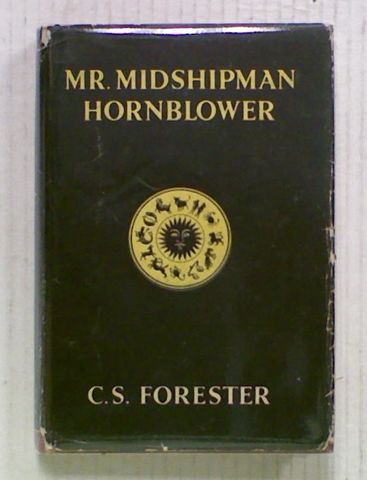 MR. MIDSHIPMAN
HORNBLOWER
C.S. FORESTER